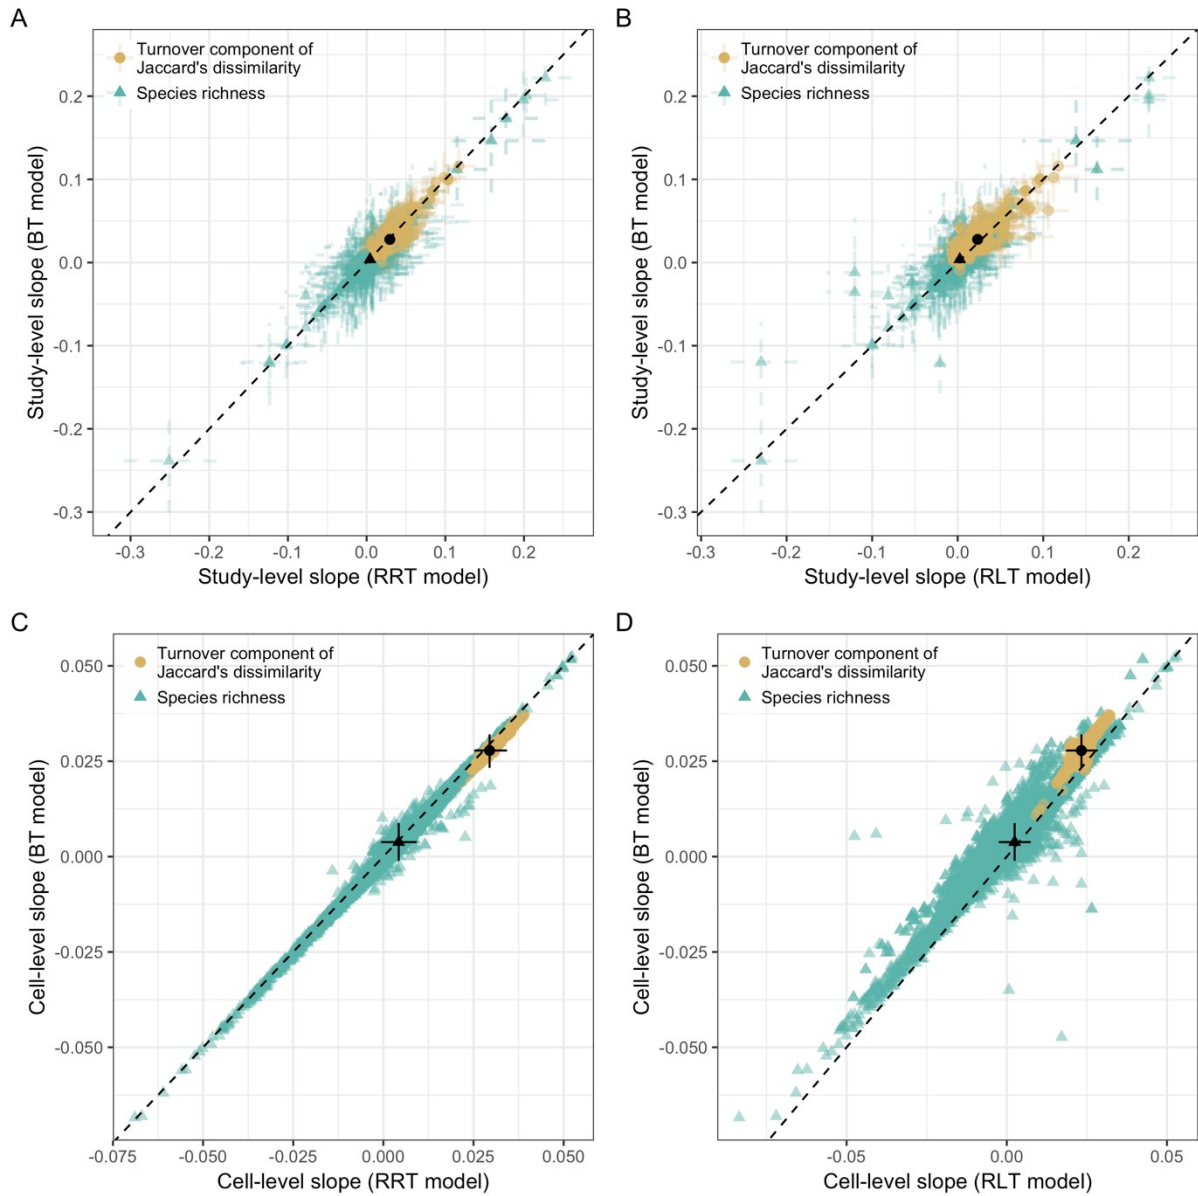 A
Turnover component of
Jaccard's dissimilarity
Species richness
0.2
0.1
0.0
-0.1
-0.2
-0.3
Study-level slope (BT model)
-0.3 -0.2 -0.1 0.0 0.1 0.2
Study-level slope (RRT model)
B
Turnover component of
Jaccard's dissimilarity
Species richness
0.2
0.1
0.0
-0.1
-0.2
-0.3
Study-level slope (BT model)
-0.3 -0.2 -0.1 0.0 0.1 0.2
Study-level slope (RLT model)
C
Turnover component of
Jaccard's dissimilarity
Species richness
0.050
0.025
0.000
-0.025
-0.050
Cell-level slope (BT model)
-0.075 -0.050 -0.025 0.000 0.025 0.050
Cell-level slope (RRT model)
D
Turnover component of
Jaccard's dissimilarity
Species richness
0.050
0.025
0.000
-0.025
-0.050
Cell-level slope (BT model)
-0.05 0.00 0.05
Cell-level slope (RLT model)